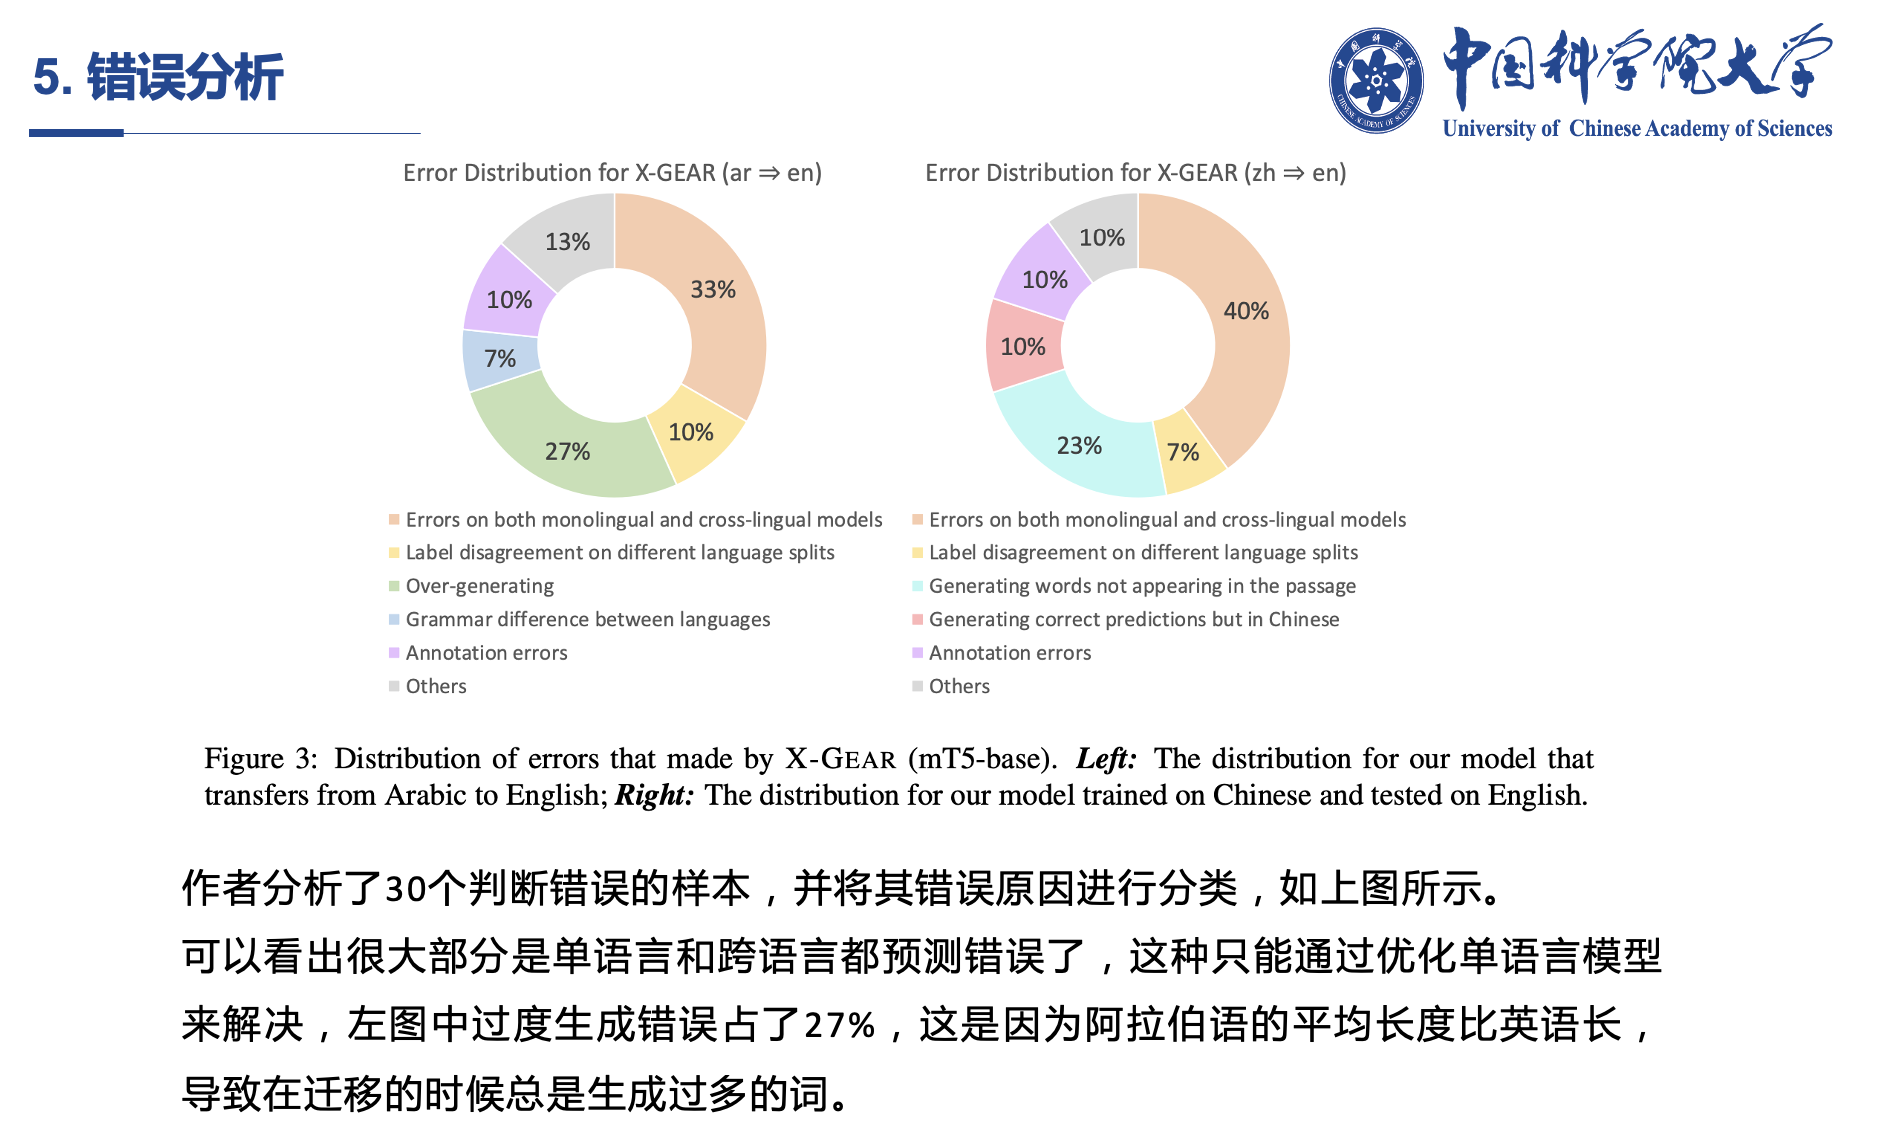 5. 错误分析
中国科学院大学
University of Chinese Academy of Sciences
中国科学院
CHINESE ACADEMY OF SCIENCES
Error Distribution for X-GEAR (ar ⇒ en)
13%
33%
10%
7%
27%
10%
Errors on both monolingual and cross-lingual models
Label disagreement on different language splits
Over-generating
Grammar difference between languages
Annotation errors
Others
Error Distribution for X-GEAR (zh ⇒ en)
10%
10%
40%
10%
23%
7%
Errors on both monolingual and cross-lingual models
Label disagreement on different language splits
Generating words not appearing in the passage
Generating correct predictions but in Chinese
Annotation errors
Others
Figure 3: Distribution of errors that made by X-GEAR (mT5-base). Left: The distribution for our model that
transfers from Arabic to English; Right: The distribution for our model trained on Chinese and tested on English.
作者分析了30个判断错误的样本，并将其错误原因进行分类，如上图所示。
可以看出很大部分是单语言和跨语言都预测错误了，这种只能通过优化单语言模型
来解决，左图中过度生成错误占了27%，这是因为阿拉伯语的平均长度比英语长，
导致在迁移的时候总是生成过多的词。